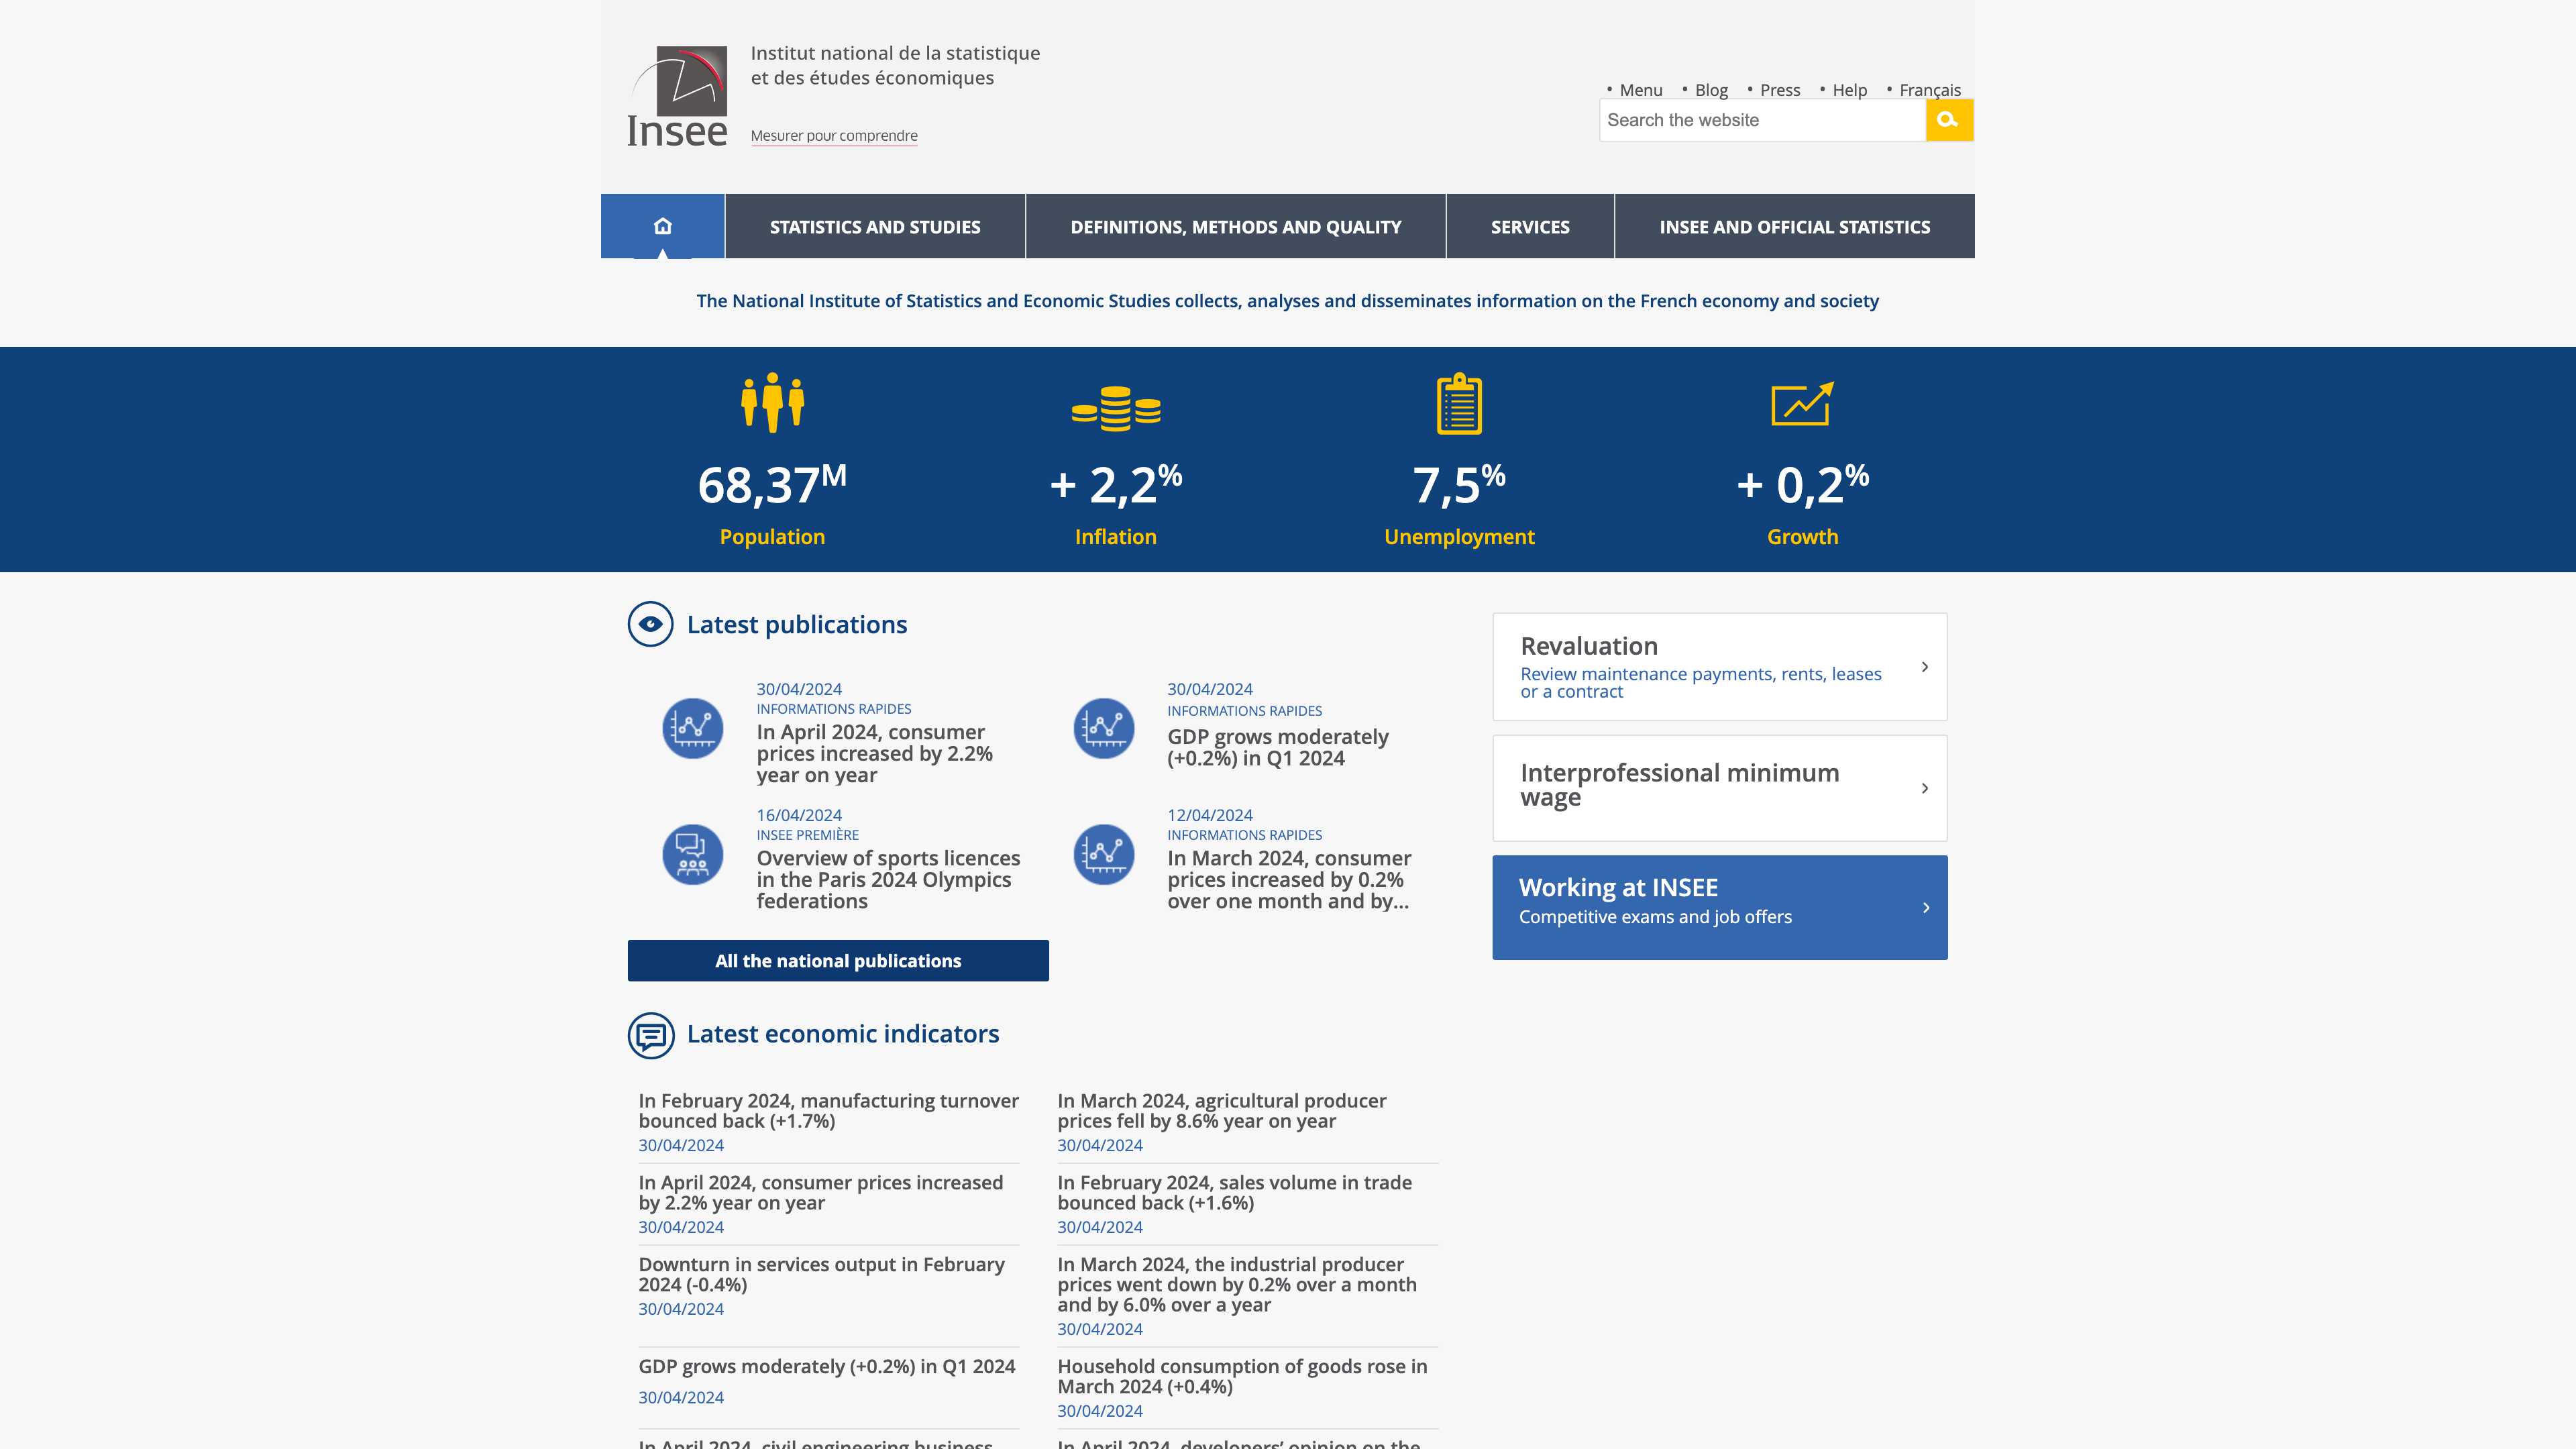 Institut national de la statistique
et des études économiques
Insee
Mesurer pour comprendre
• Menu • Blog • Press • Help • Français
Search the website
STATISTICS AND STUDIES
DEFINITIONS, METHODS AND QUALITY
SERVICES
INSEE AND OFFICIAL STATISTICS
The National Institute of Statistics and Economic Studies collects, analyses and disseminates information on the French economy and society
68,37M
Population
+ 2,2%
Inflation
7,5%
Unemployment
+ 0,2%
Growth
Latest publications
30/04/2024
INFORMATIONS RAPIDES
In April 2024, consumer
prices increased by 2.2%
year on year
30/04/2024
INFORMATIONS RAPIDES
GDP grows moderately
(+0.2%) in Q1 2024
16/04/2024
INSEE PREMIÈRE
Overview of sports licences
in the Paris 2024 Olympics
federations
12/04/2024
INFORMATIONS RAPIDES
In March 2024, consumer
prices increased by 0.2%
over one month and by...
All the national publications
Revaluation
Review maintenance payments, rents, leases
or a contract
Interprofessional minimum
wage
Working at INSEE
Competitive exams and job offers
Latest economic indicators
In February 2024, manufacturing turnover
bounced back (+1.7%)
30/04/2024
In March 2024, agricultural producer
prices fell by 8.6% year on year
30/04/2024
In April 2024, consumer prices increased
by 2.2% year on year
30/04/2024
In February 2024, sales volume in trade
bounced back (+1.6%)
30/04/2024
Downturn in services output in February
2024 (-0.4%)
30/04/2024
In March 2024, the industrial producer
prices went down by 0.2% over a month
and by 6.0% over a year
30/04/2024
GDP grows moderately (+0.2%) in Q1 2024
30/04/2024
Household consumption of goods rose in
March 2024 (+0.4%)
30/04/2024
In April 2024, civil engineering business
In April 2024, developers' opinion on the